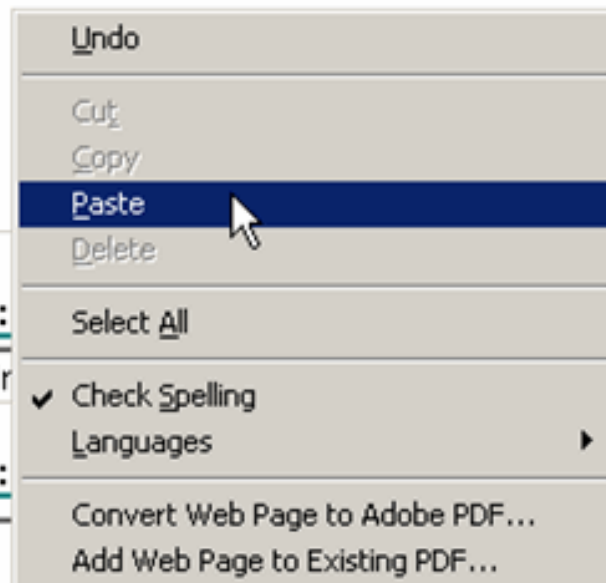 Undo
Cut
Copy
Paste
Delete
Select All
Check Spelling
Languages
Convert Web Page to Adobe PDF...
Add Web Page to Existing PDF...